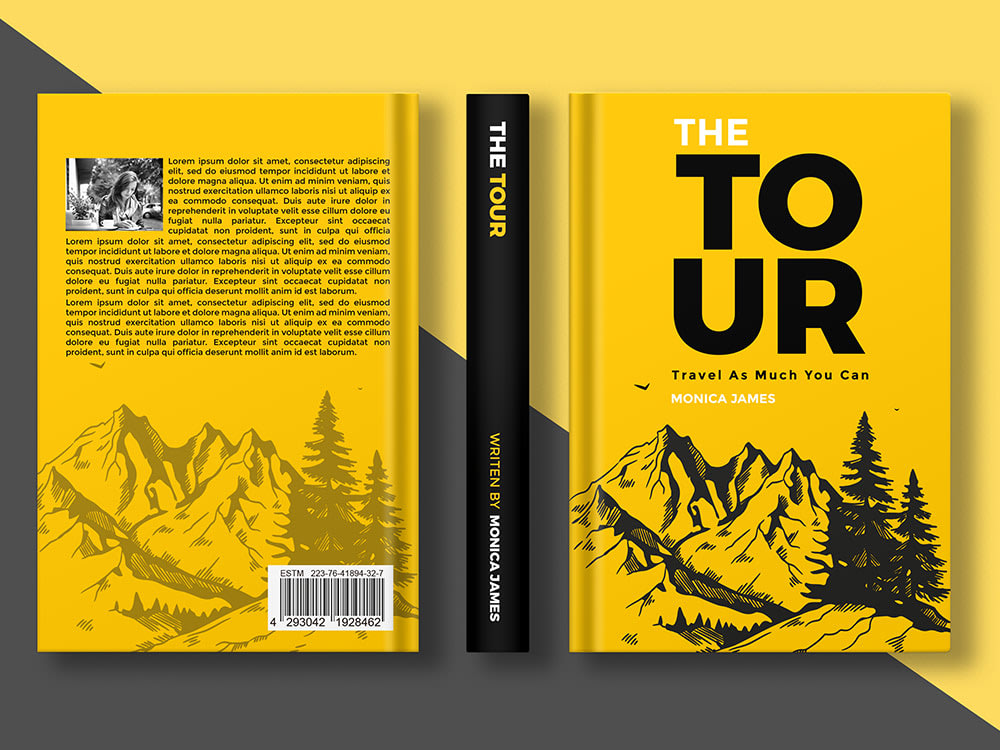 Lorem ipsum dolor sit amet, consectetur adipiscing
elit, sed do eiusmod tempor incididunt ut labore et
dolore magna aliqua. Ut enim ad minim veniam, quis
nostrud exercitation ullamco laboris nisi ut aliquip ex
ea commodo consequat. Duis aute irure dolor in
reprehenderit in voluptate velit esse cillum dolore eu
fugiat nulla pariatur. Excepteur sint occaecat
cupidatat non proident, sunt in culpa qui officia
Lorem ipsum dolor sit amet, consectetur adipiscing elit, sed do eiusmod
tempor incididunt ut labore et dolore magna aliqua. Ut enim ad minim veniam,
quis nostrud exercitation ullamco laboris nisi ut aliquip ex ea commodo
consequat. Duis aute irure dolor in reprehenderit in voluptate velit esse cillum
dolore eu fugiat nulla pariatur. Excepteur sint occaecat cupidatat non
proident, sunt in culpa qui officia deserunt mollit anim id est laborum.
Lorem ipsum dolor sit amet, consectetur adipiscing elit, sed do eiusmod
tempor incididunt ut labore et dolore magna aliqua. Ut enim ad minim veniam,
quis nostrud exercitation ullamco laboris nisi ut aliquip ex ea commodo
consequat. Duis aute irure dolor in reprehenderit in voluptate velit esse cillum
dolore eu fugiat nulla pariatur. Excepteur sint occaecat cupidatat non
proident, sunt in culpa qui officia deserunt mollit anim id est laborum.
ESTM 223-76-41894-32-7
4 293042 1928462
THE TOUR
WRITEN BY MONICA JAMES
THE
TO
UR
Travel As Much You Can
MONICA JAMES